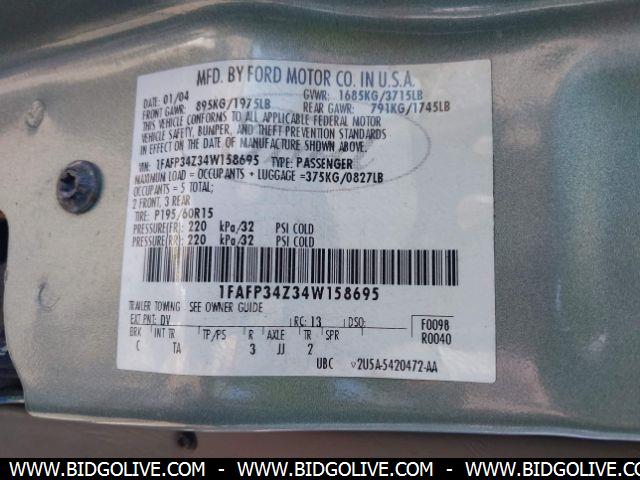 MFD. BY FORD MOTOR CO. IN U.S.A.
DATE: 01/04 GVWR: 1685KG/3715LB
FRONT GAWR: 895KG/1975LB REAR GAWR: 791KG/1745LB
THIS VEHICLE CONFORMS TO ALL APPLICABLE FEDERAL MOTOR
VEHICLE SAFETY, BUMPER, AND THEFT PREVENTION STANDARDS
IN EFFECT ON THE DATE OF MANUFACTURE SHOWN ABOVE.
VIN: 1FAFP34Z34W158695 TYPE: PASSENGER
MAXIMUM LOAD = OCCUPANTS + LUGGAGE =375KG/0827LB
OCCUPANTS = 5 TOTAL;
2 FRONT, 3 REAR
TIRE: P195/60R15
PRESSURE(FR): 220 kPa/32 PSI COLD
PRESSURE(RR): 220 kPa/32 PSI COLD
1FAFP34Z34W158695
TRAILER TOWING - SEE OWNER GUIDE
EXT PNT: DV RC: 13 DSO: F0098
BRK INT TR TP/PS R AXLE TR SPR R0040
C TA 3 JJ 2
UBC v2U5A-5420472-AA
WWW.BIDGOLIVE.COM - WWW.BIDGOLIVE.COM - WWW.BIDGOLIVE.COM